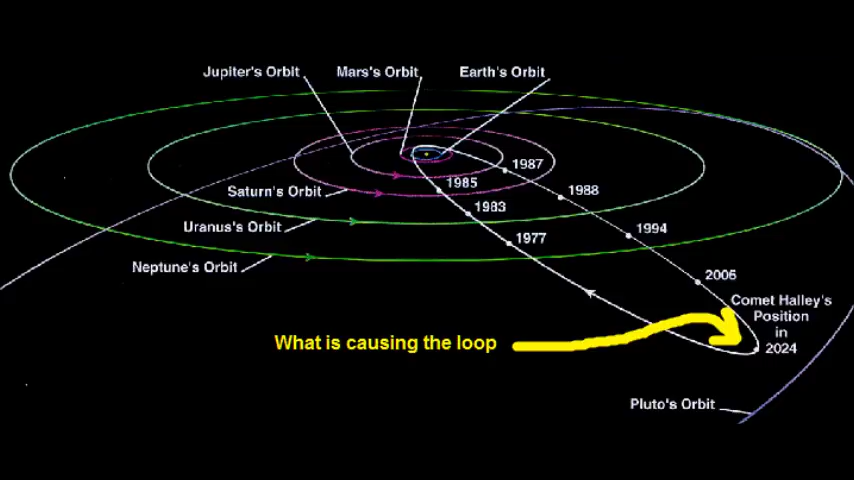 Jupiter's Orbit
Mars's Orbit
Earth's Orbit
1987
1985
1988
Saturn's Orbit
1983
Uranus's Orbit
1994
1977
Neptune's Orbit
2005
Comet Halley's
Position
in
2024
What is causing the loop
Pluto's Orbit